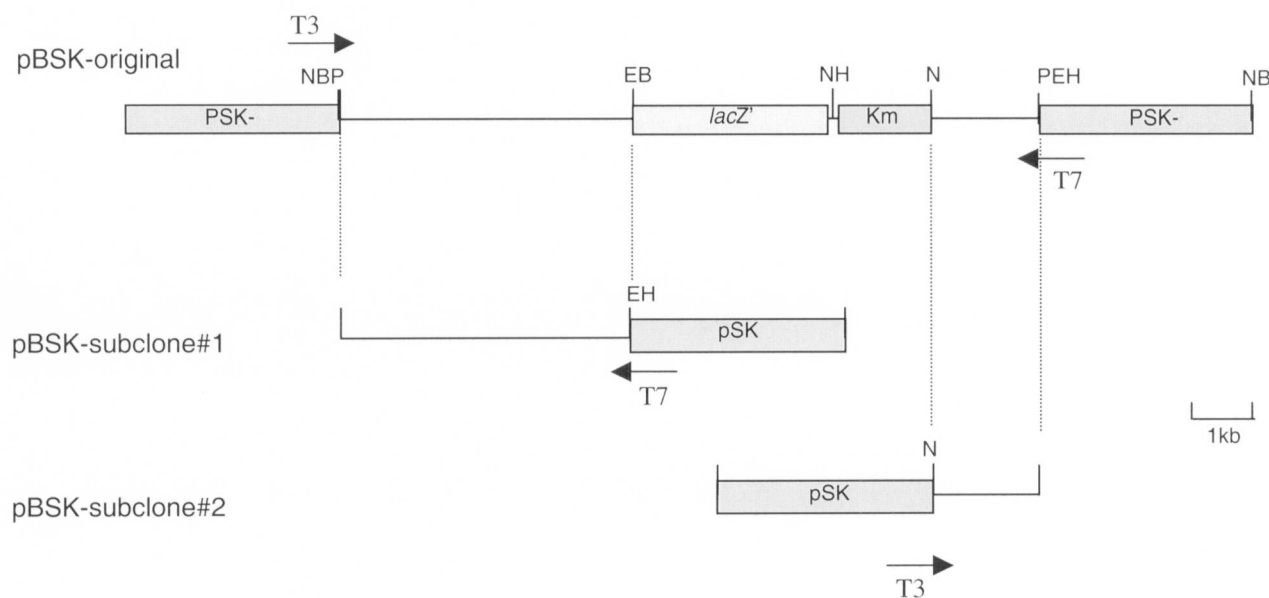 T3
pBSK-original
NBP EB NH N PEH NB
PSK- lacZ' Km PSK-
T7
EH
pBSK-subclone#1 pSK
T7
1kb
N
pBSK-subclone#2 pSK
T3